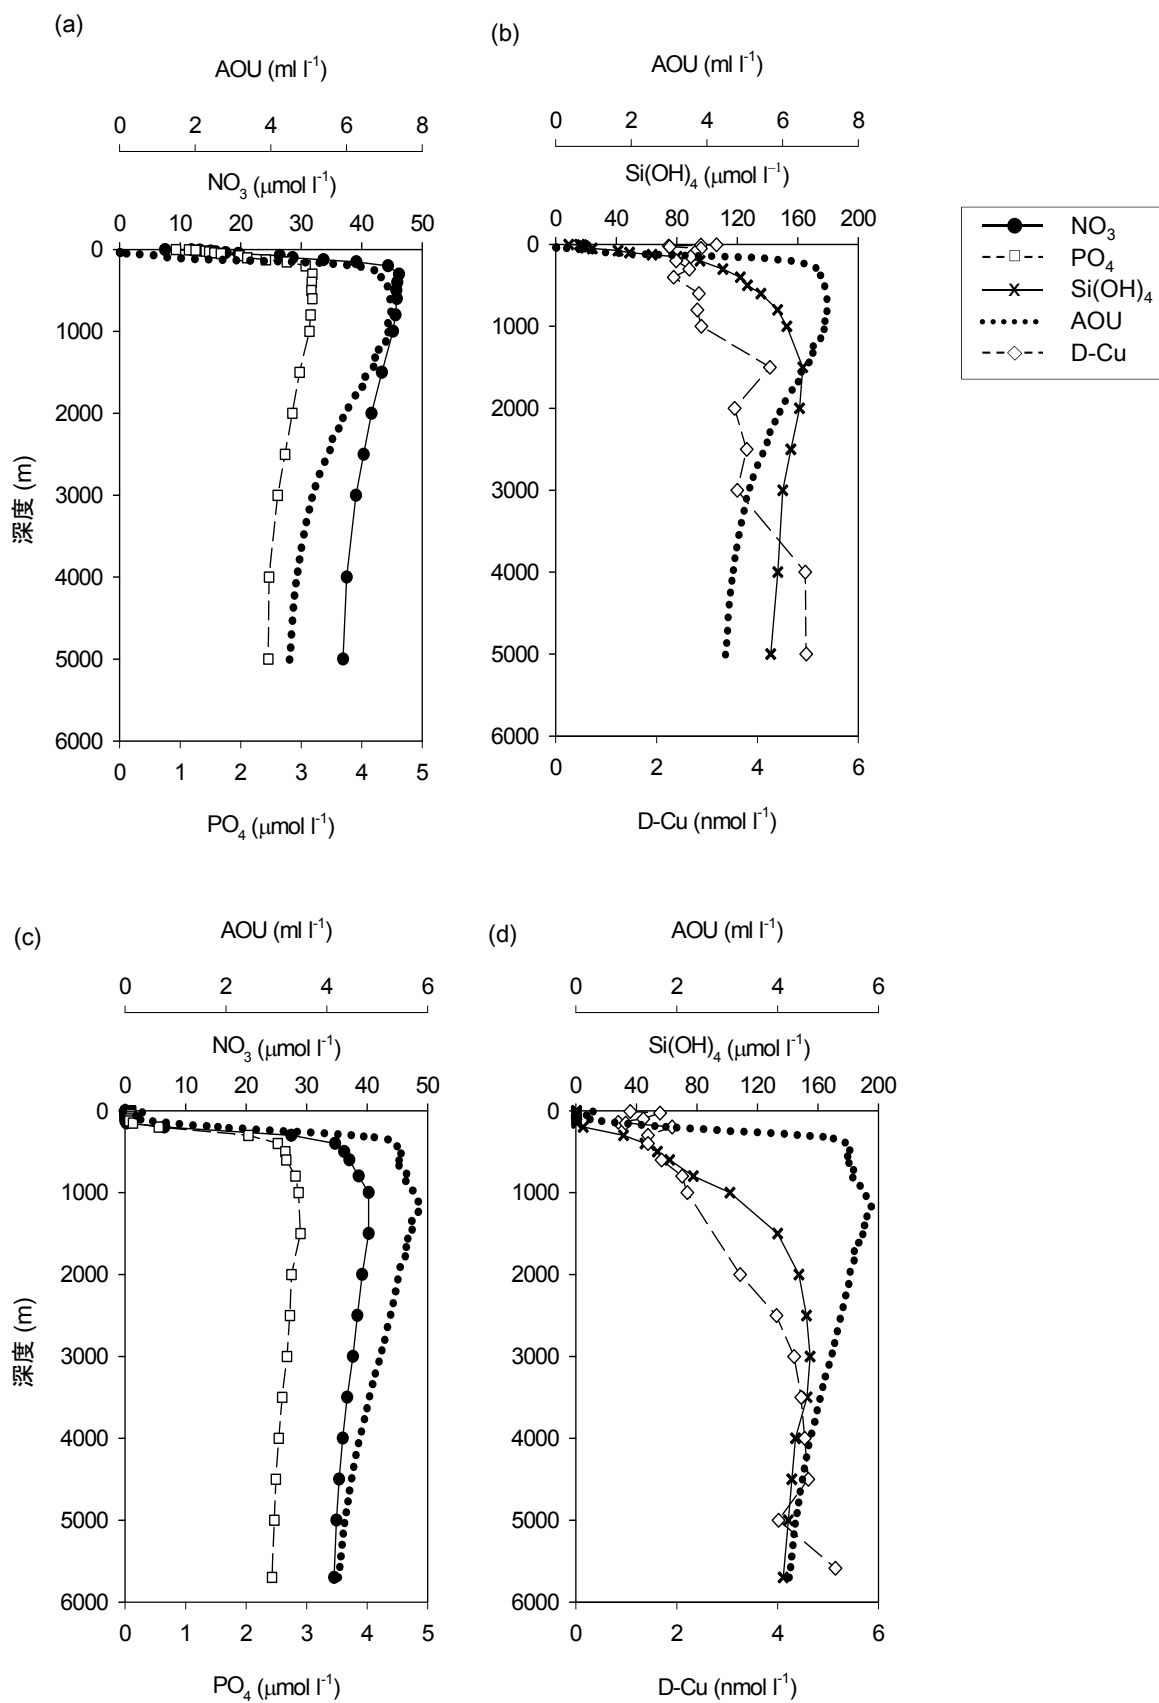 (a)
AOU (ml l⁻¹)
0 2 4 6 8
NO₃ (μmol l⁻¹)
0 10 20 30 40 50
0
1000
2000
3000
4000
5000
6000
深度 (m)
0 1 2 3 4 5
PO₄ (μmol l⁻¹)
(b)
AOU (ml l⁻¹)
0 2 4 6 8
Si(OH)₄ (μmol l⁻¹)
0 40 80 120 160 200
0
1000
2000
3000
4000
5000
6000
0 2 4 6
D-Cu (nmol l⁻¹)
NO₃
PO₄
Si(OH)₄
AOU
D-Cu
(c)
AOU (ml l⁻¹)
0 2 4 6
NO₃ (μmol l⁻¹)
0 10 20 30 40 50
0
1000
2000
3000
4000
5000
6000
深度 (m)
0 1 2 3 4 5
PO₄ (μmol l⁻¹)
(d)
AOU (ml l⁻¹)
0 2 4 6
Si(OH)₄ (μmol l⁻¹)
0 40 80 120 160 200
0
1000
2000
3000
4000
5000
6000
0 2 4 6
D-Cu (nmol l⁻¹)